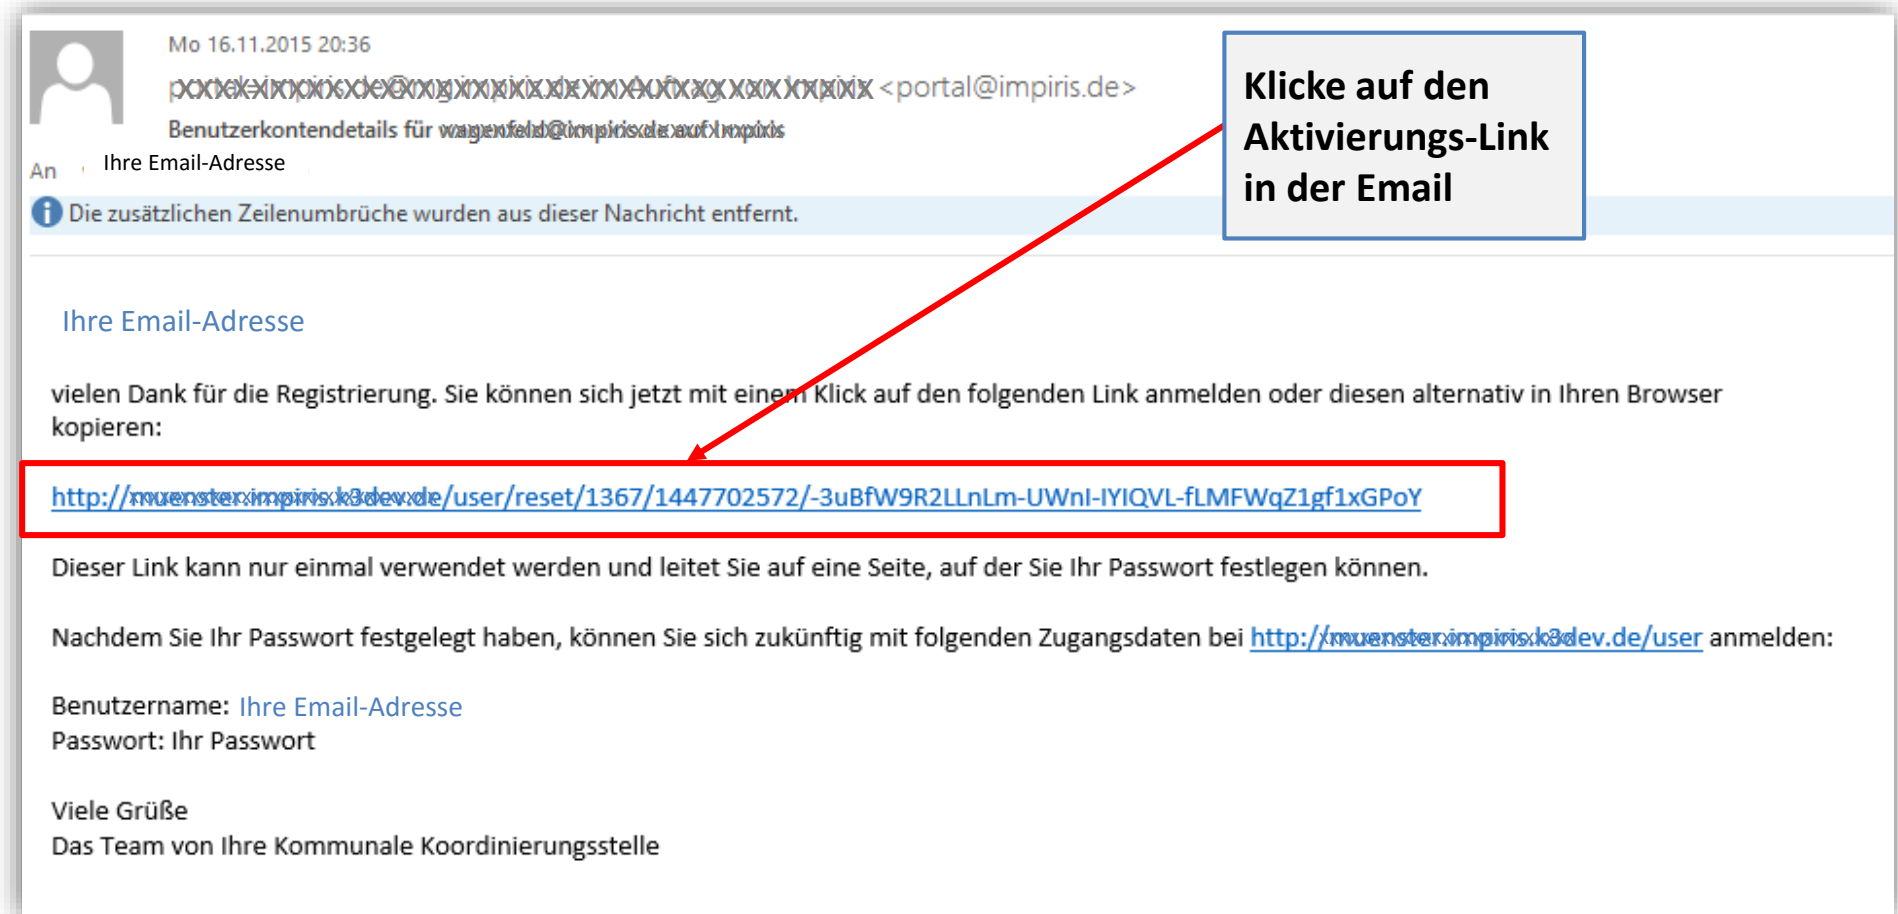 Mo 16.11.2015 20:36
<portal@impiris.de>
Benutzerkontendetails für
An Ihre Email-Adresse
Die zusätzlichen Zeilenumbrüche wurden aus dieser Nachricht entfernt.
Klicke auf den
Aktivierungs-Link
in der Email
Ihre Email-Adresse
vielen Dank für die Registrierung. Sie können sich jetzt mit einem Klick auf den folgenden Link anmelden oder diesen alternativ in Ihren Browser
kopieren:
http:// /user/reset/1367/1447702572/-3uBfW9R2LLnLm-UWnI-IYIQVL-fLMFWqZ1gf1xGPoY
Dieser Link kann nur einmal verwendet werden und leitet Sie auf eine Seite, auf der Sie Ihr Passwort festlegen können.
Nachdem Sie Ihr Passwort festgelegt haben, können Sie sich zukünftig mit folgenden Zugangsdaten bei http:// ev.de/user anmelden:
Benutzername: Ihre Email-Adresse
Passwort: Ihr Passwort
Viele Grüße
Das Team von Ihre Kommunale Koordinierungsstelle